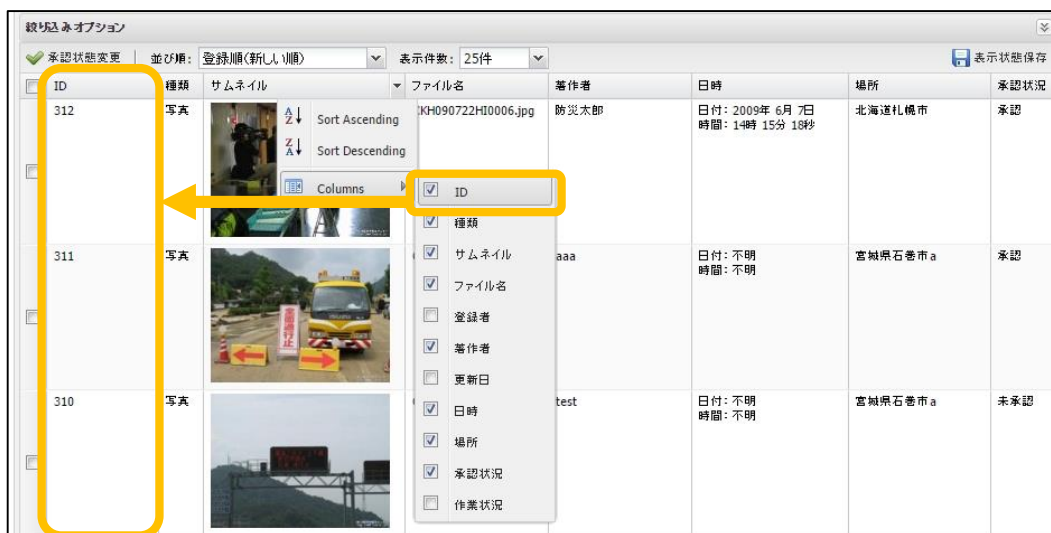 絞り込みオプション
承認状態変更 並び順: 登録順(新しい順) 表示件数: 25件 表示状態保存
ID 種類 サムネイル ファイル名 著作者 日時 場所 承認状況
312 写真 KH090722HI0006.jpg 防災太郎 日付: 2009年 6月 7日 北海道札幌市 承認
時間: 14時 15分 18秒
Sort Ascending
Sort Descending
Columns
ID
種類
サムネイル
ファイル名
登録者
著作者
更新日
日時
場所
承認状況
作業状況
311 写真 aaa 日付: 不明 宮城県石巻市a 承認
時間: 不明
全面通行止
310 写真 test 日付: 不明 宮城県石巻市a 未承認
時間: 不明